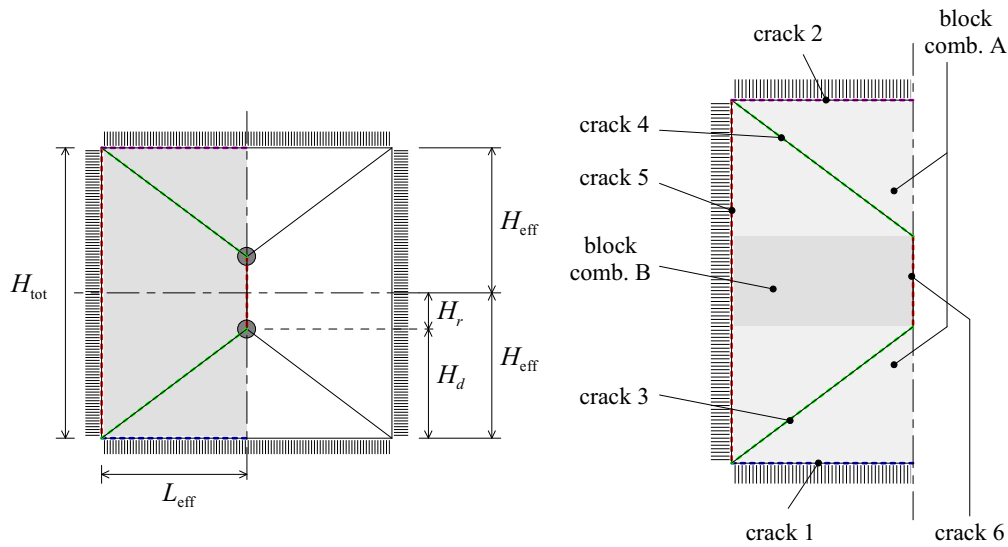 H_tot
H_eff
H_r
H_d
H_eff
L_eff
block
comb. A
crack 2
crack 4
crack 5
block
comb. B
crack 3
crack 1
crack 6